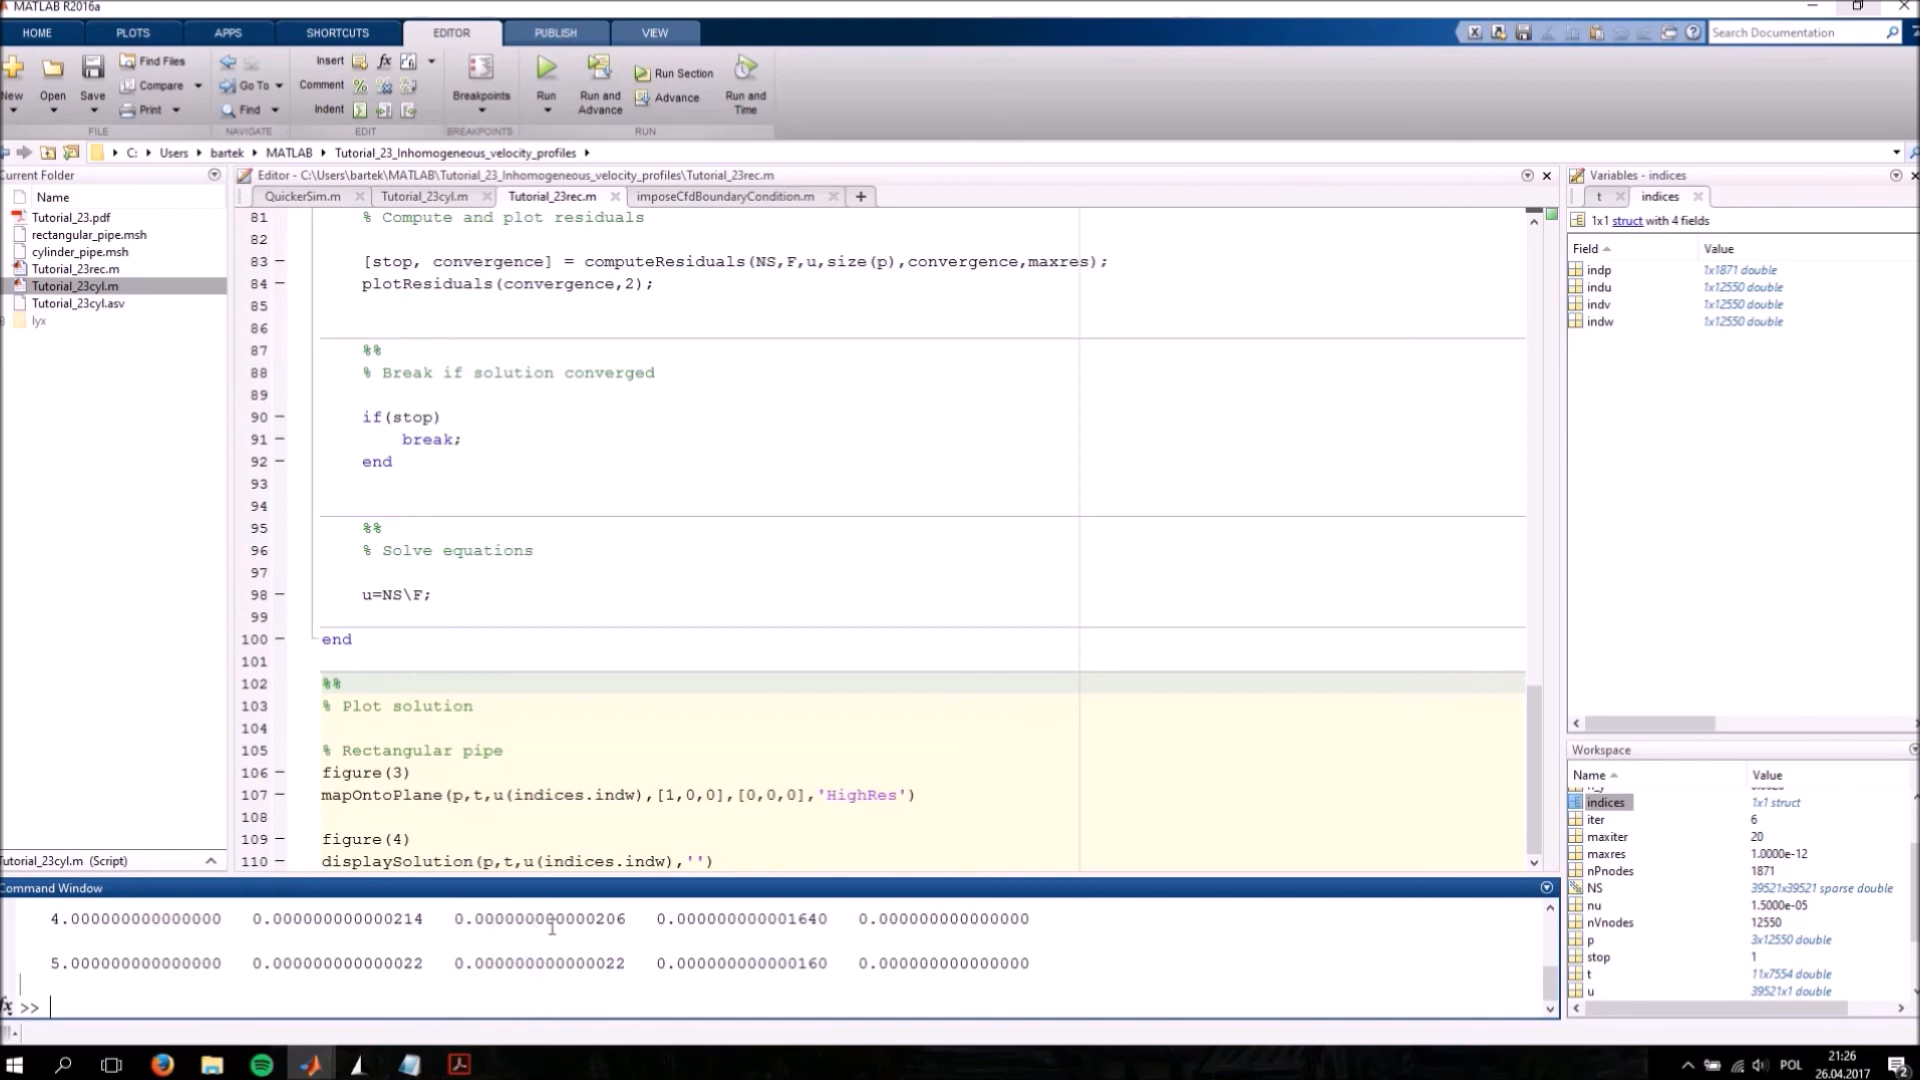 MATLAB R2016a
HOME PLOTS APPS SHORTCUTS EDITOR PUBLISH VIEW
Search Documentation
New Open Save Find Files Compare Print
Go To Find
Insert fx
Comment
Indent
Breakpoints Run Run and Advance Run Section Advance Run and Time
FILE NAVIGATE EDIT BREAKPOINTS RUN
C: Users bartek MATLAB Tutorial_23_Inhomogeneous_velocity_profiles
Current Folder
Name
Tutorial_23.pdf
rectangular_pipe.msh
cylinder_pipe.msh
Tutorial_23rec.m
Tutorial_23cyl.m
Tutorial_23cyl.asv
lyx
Tutorial_23cyl.m (Script)
Editor - C:\Users\bartek\MATLAB\Tutorial_23_Inhomogeneous_velocity_profiles\Tutorial_23rec.m
QuickerSim.m Tutorial_23cyl.m Tutorial_23rec.m imposeCfdBoundaryCondition.m
81 % Compute and plot residuals
82
83 [stop, convergence] = computeResiduals(NS,F,u,size(p),convergence,maxres);
84 plotResiduals(convergence,2);
85
86
87 %%
88 % Break if solution converged
89
90 if(stop)
91 break;
92 end
93
94
95 %%
96 % Solve equations
97
98 u=NS\F;
99
100 end
101
102 %%
103 % Plot solution
104
105 % Rectangular pipe
106 figure(3)
107 mapOntoPlane(p,t,u(indices.indw),[1,0,0],[0,0,0],'HighRes')
108
109 figure(4)
110 displaySolution(p,t,u(indices.indw),'')
Command Window
4.000000000000000 0.000000000000214 0.000000000000206 0.000000000001640 0.000000000000000
5.000000000000000 0.000000000000022 0.000000000000022 0.000000000000160 0.000000000000000
fx >>
Variables - indices
t indices
1x1 struct with 4 fields
Field Value
indp 1x1871 double
indu 1x12550 double
indv 1x12550 double
indw 1x12550 double
Workspace
Name Value
indices 1x1 struct
iter 6
maxiter 20
maxres 1.0000e-12
nPnodes 1871
NS 39521x39521 sparse double
nu 1.5000e-05
nVnodes 12550
p 3x12550 double
stop 1
t 11x7554 double
u 39521x1 double
POL
21:26
26.04.2017
2